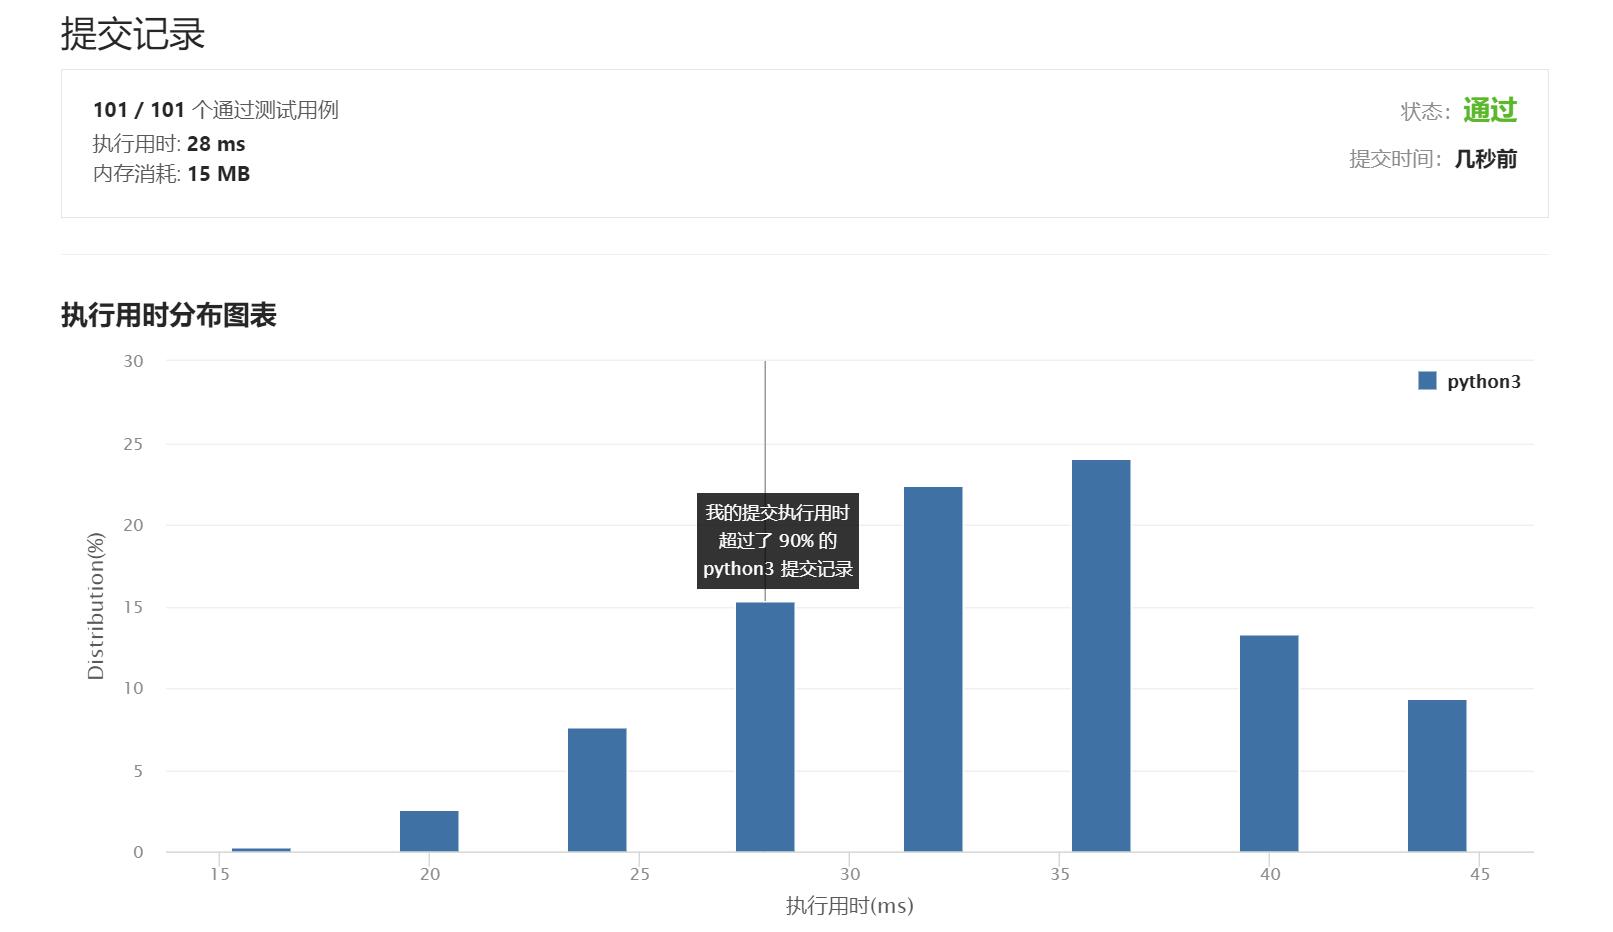 提交记录
101 / 101 个通过测试用例
状态：通过
执行用时: 28 ms
提交时间：几秒前
内存消耗: 15 MB
执行用时分布图表
30
python3
25
我的提交执行用时
20
超过了 90% 的
python3 提交记录
Distribution(%)
15
10
5
0
15 20 25 30 35 40 45
执行用时(ms)